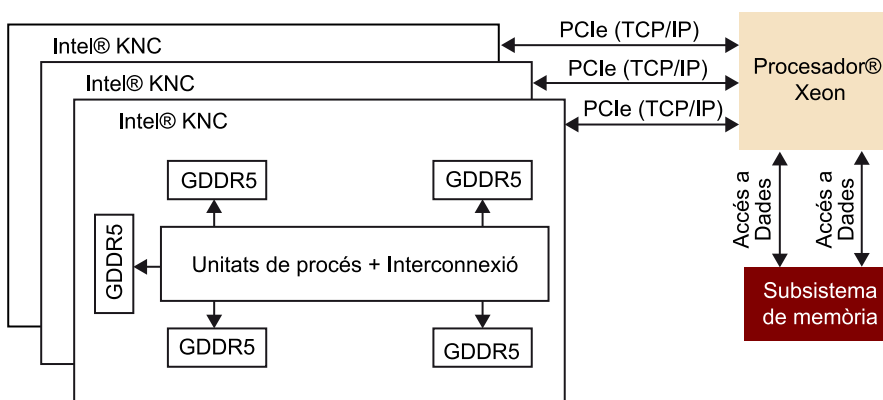 Intel® KNC
Intel® KNC
Intel® KNC
GDDR5
GDDR5
GDDR5
Unitats de procés + Interconnexió
GDDR5
GDDR5
PCIe (TCP/IP)
PCIe (TCP/IP)
PCIe (TCP/IP)
Procesador®
Xeon
Accés a
Dades
Accés a
Dades
Subsistema
de memòria